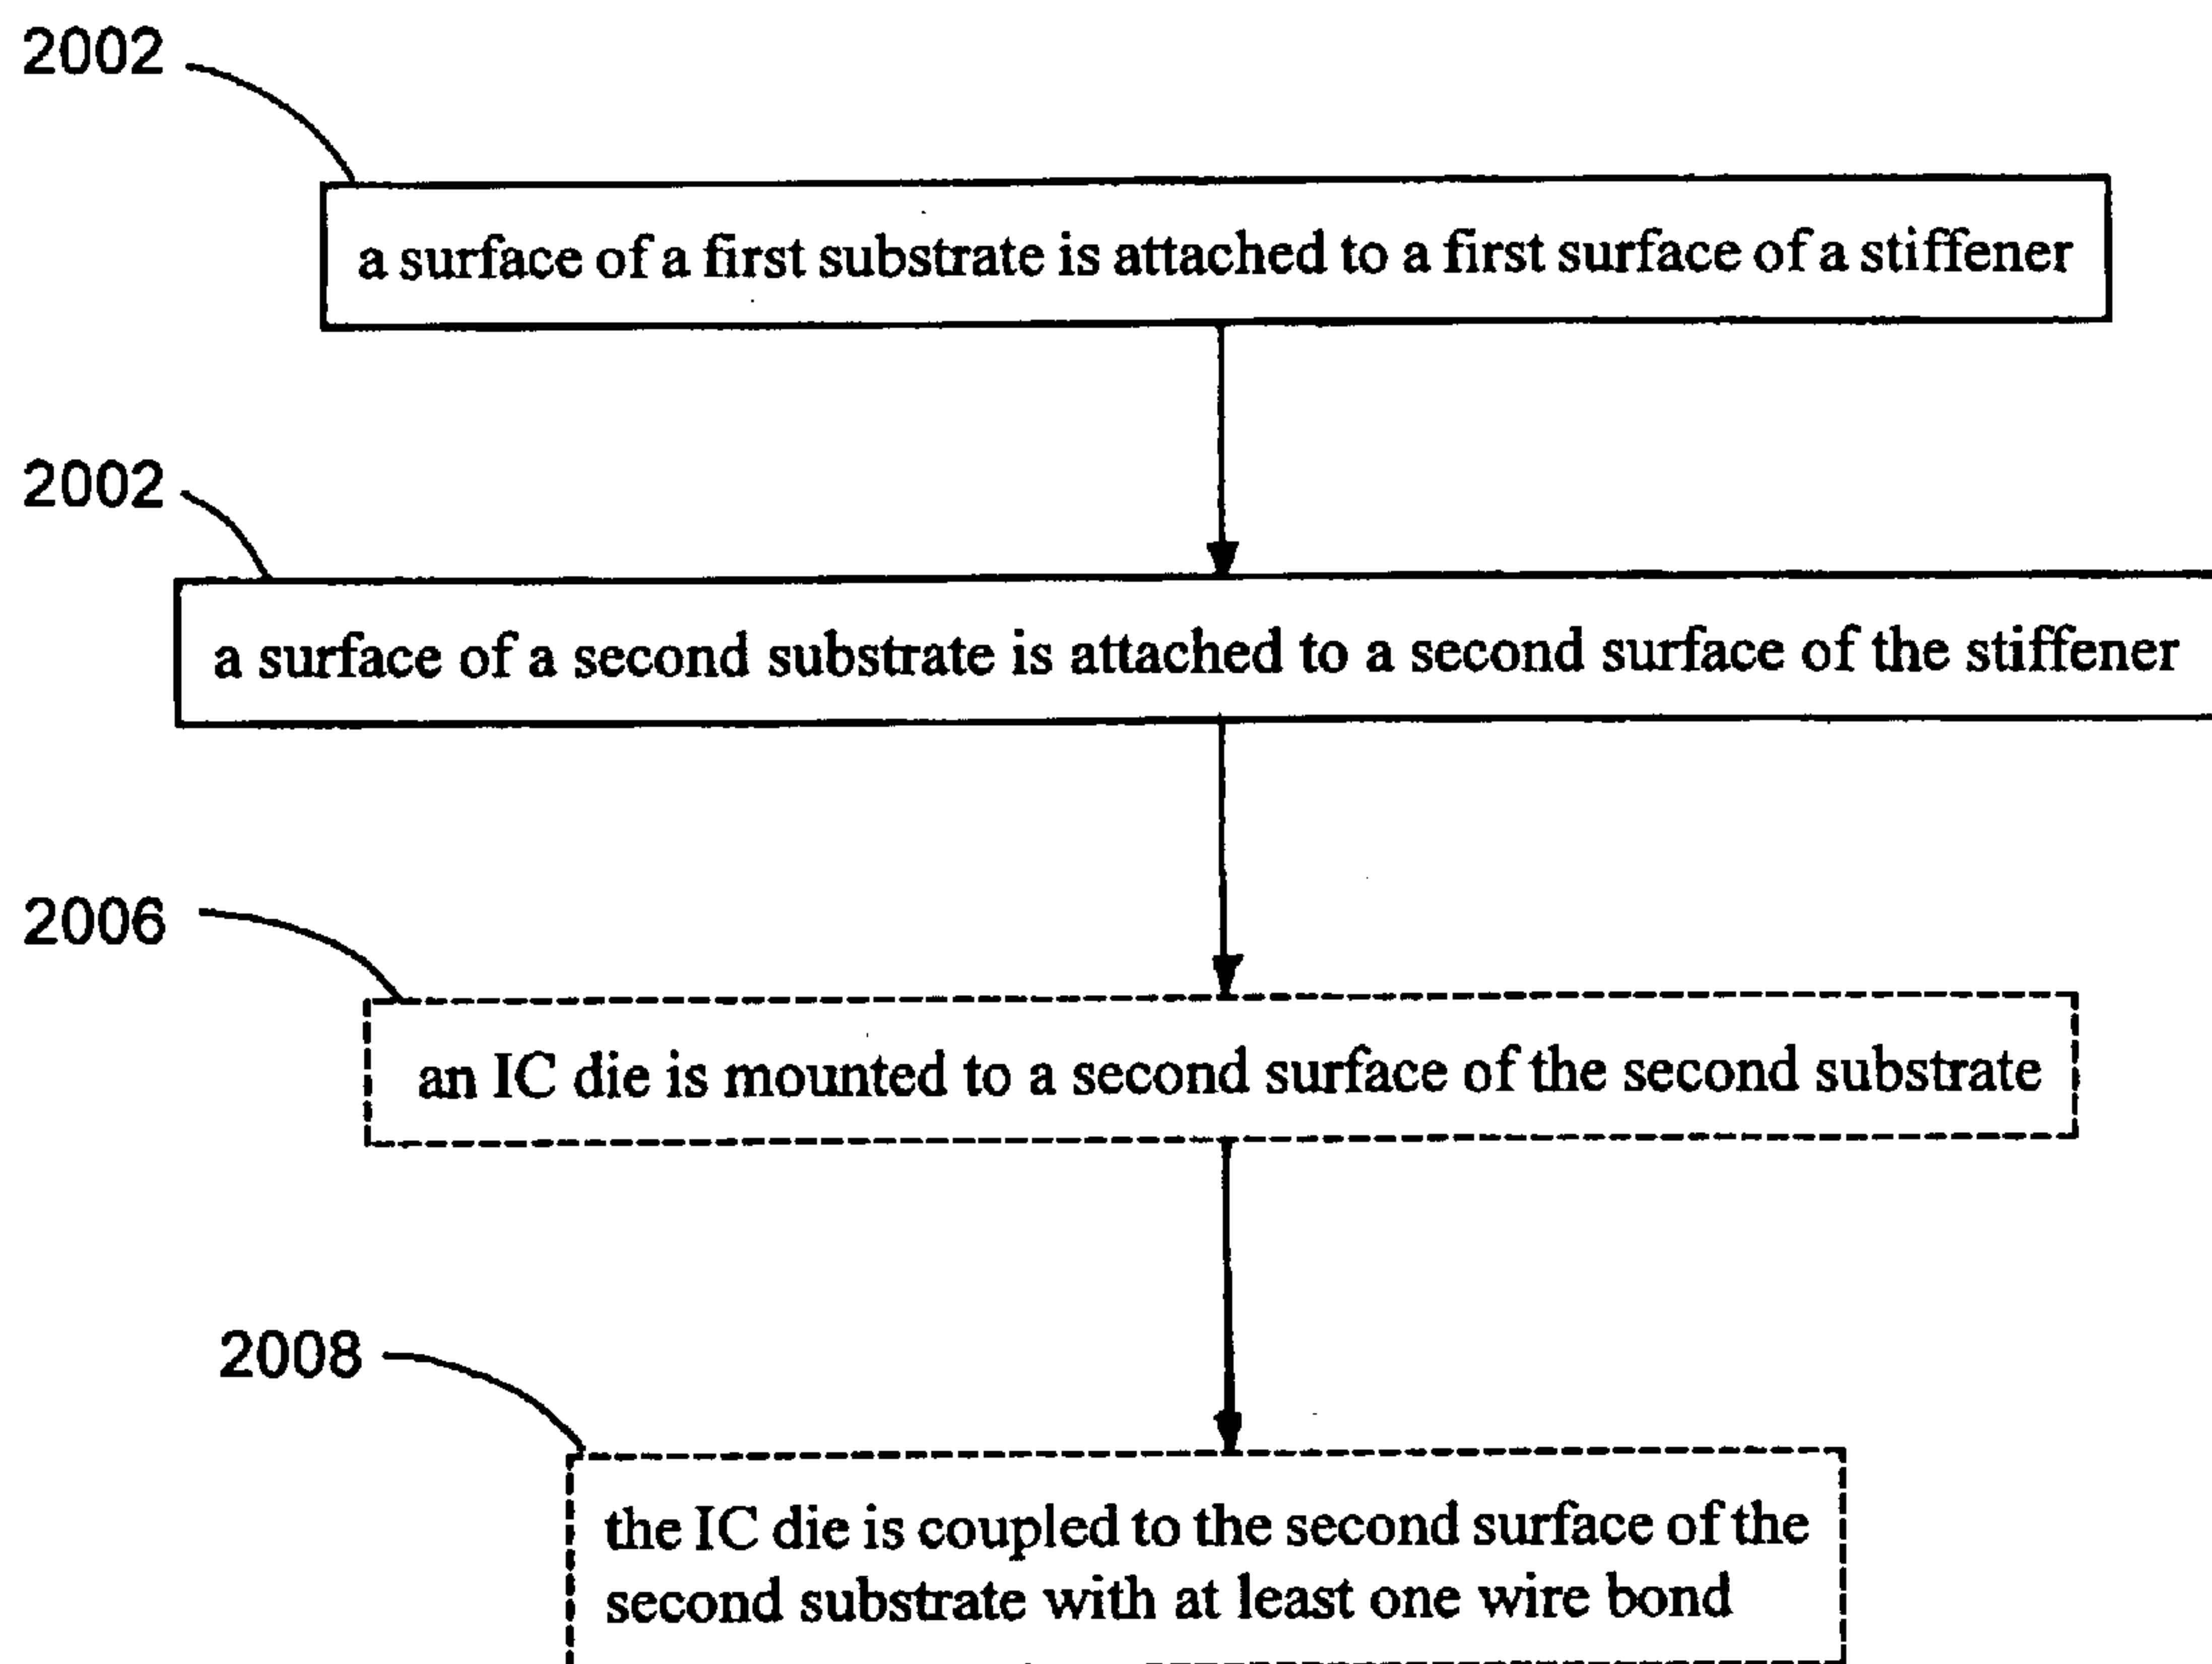 2002
a surface of a first substrate is attached to a first surface of a stiffener
2002
a surface of a second substrate is attached to a second surface of the stiffener
2006
an IC die is mounted to a second surface of the second substrate
2008
the IC die is coupled to the second surface of the
second substrate with at least one wire bond